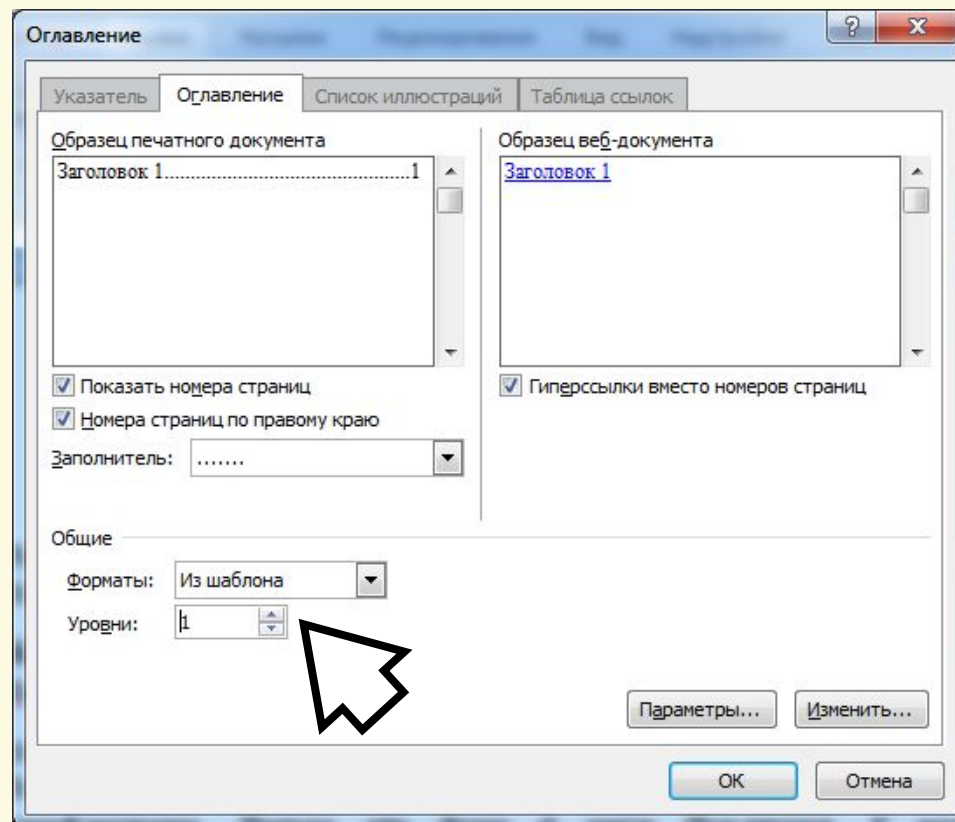 Оглавление
Указатель Оглавление Список иллюстраций Таблица ссылок
Образец печатного документа
Заголовок 1................................................1
Образец веб-документа
Заголовок 1
Показать номера страниц
Номера страниц по правому краю
Заполнитель: .......
Гиперссылки вместо номеров страниц
Общие
Форматы: Из шаблона
Уровни: 1
Параметры... Изменить...
ОК Отмена